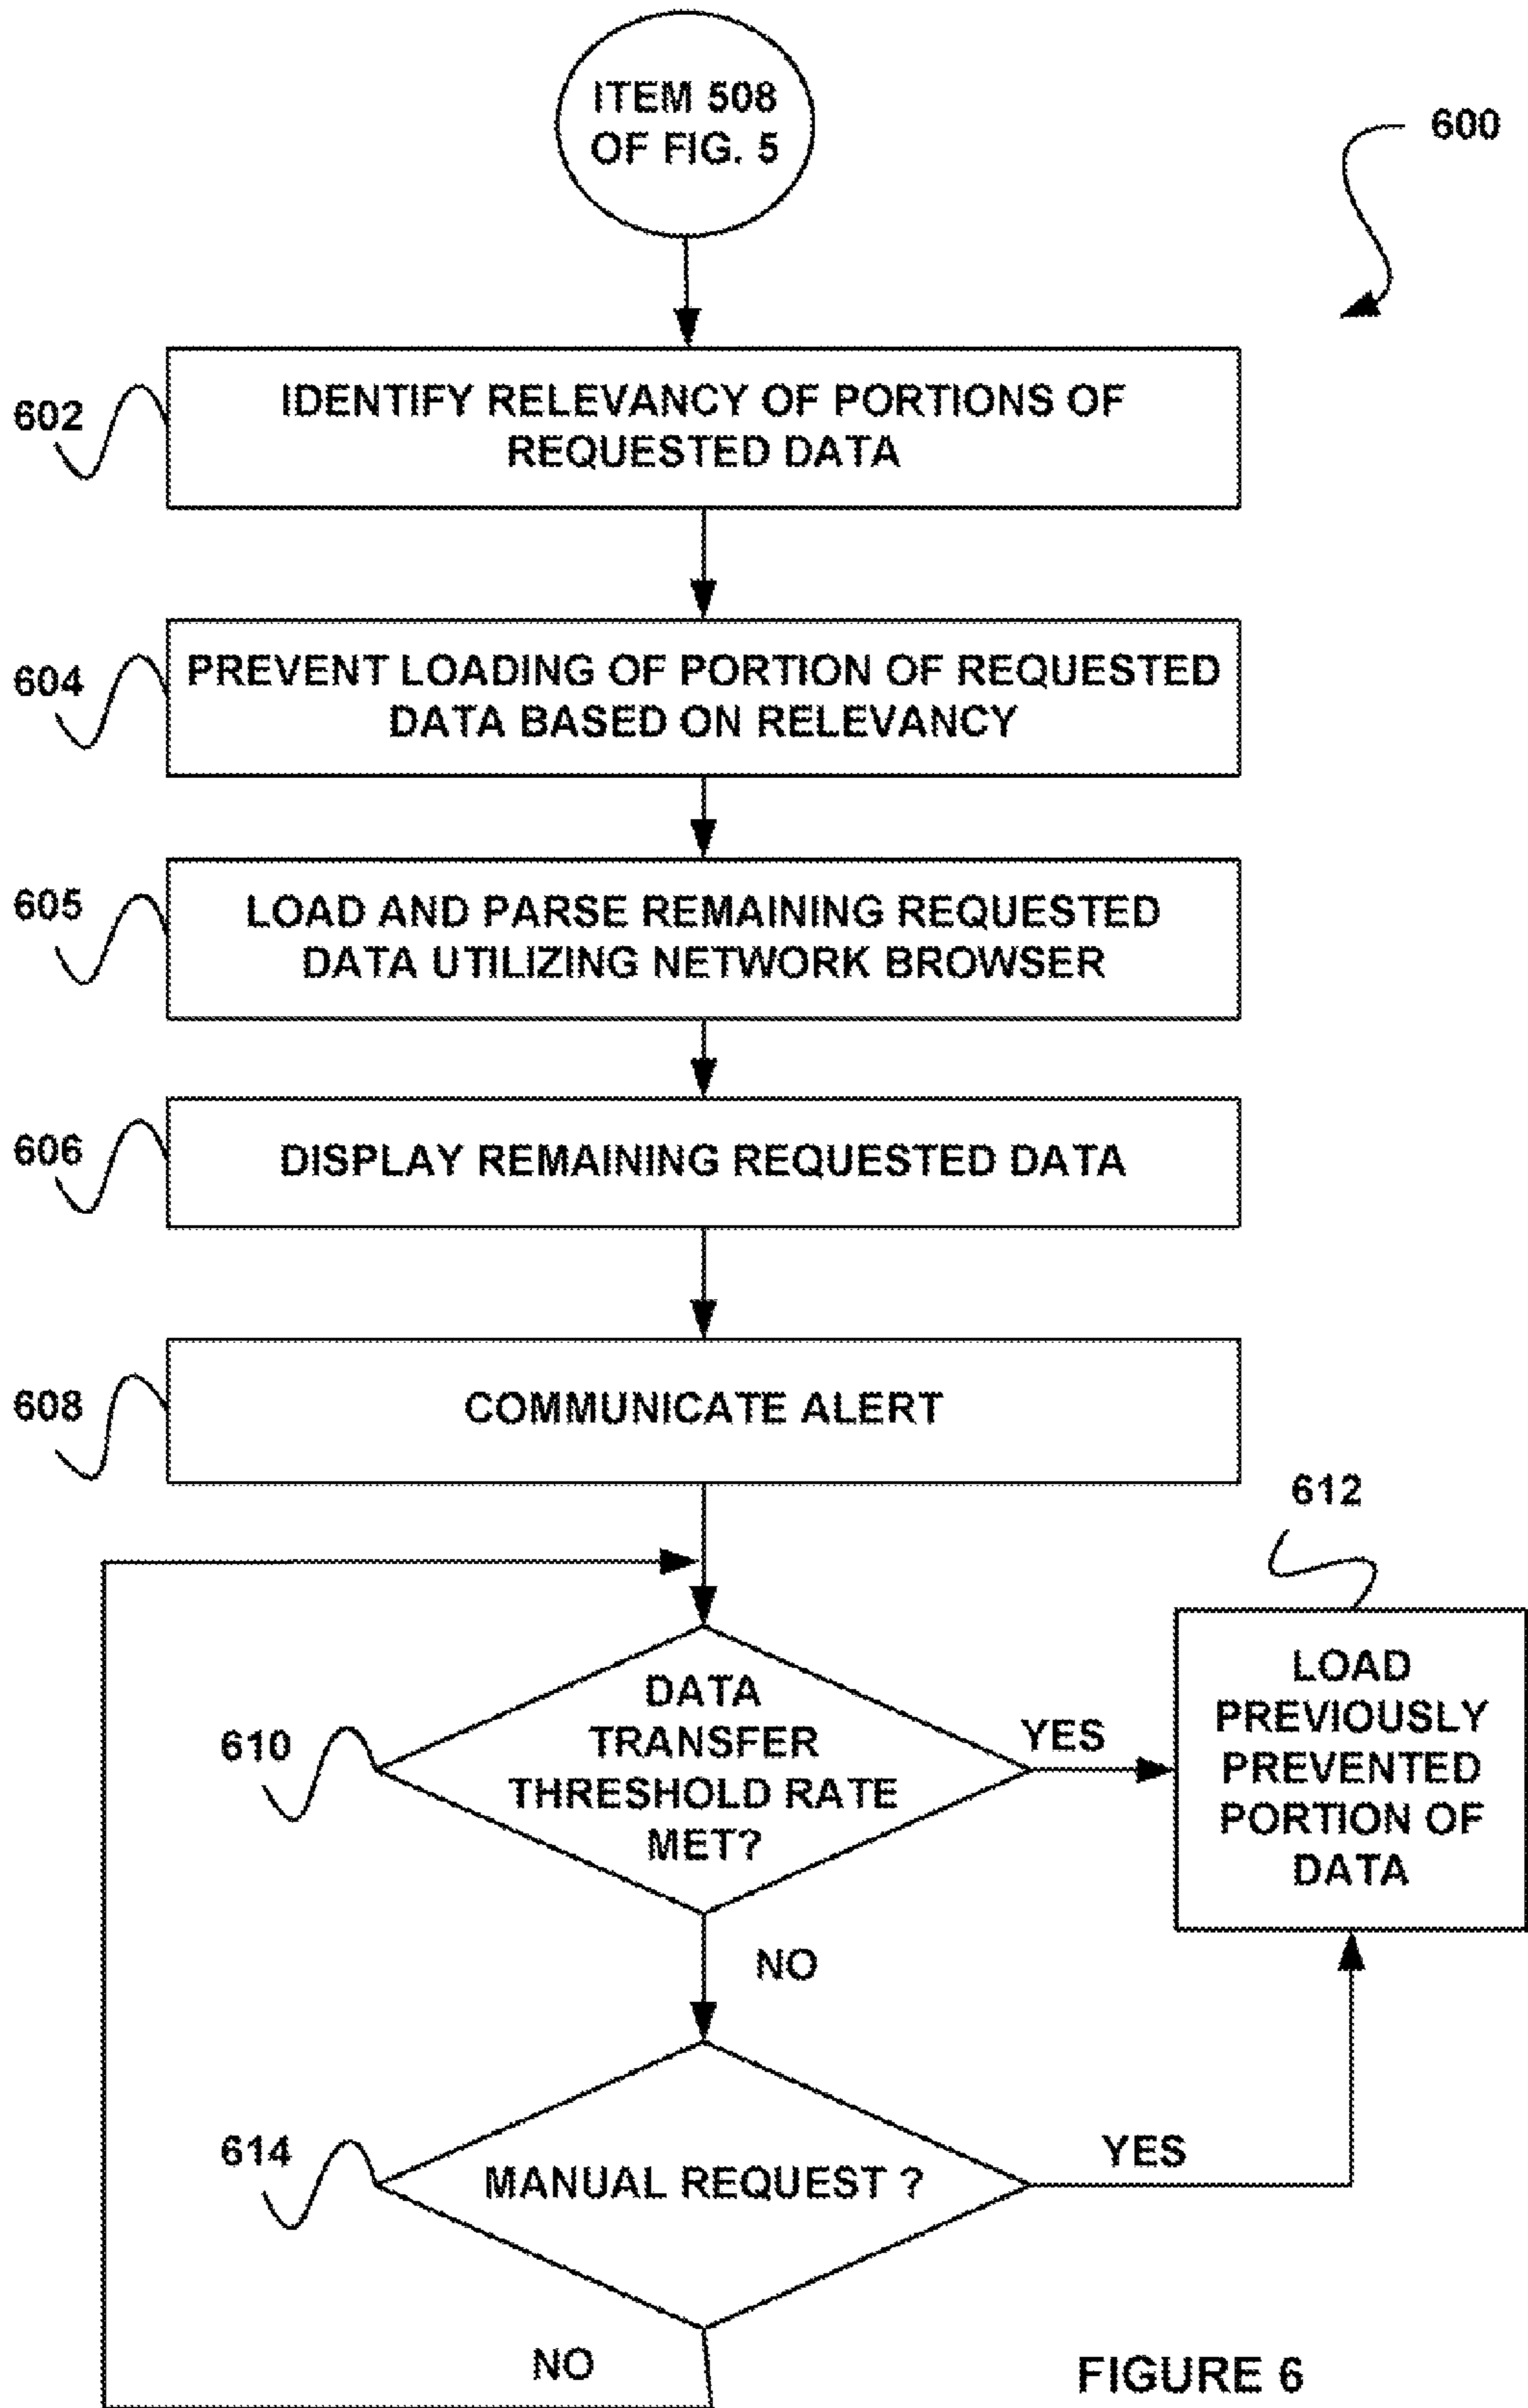 ITEM 508
OF FIG. 5
600
602
IDENTIFY RELEVANCY OF PORTIONS OF
REQUESTED DATA
604
PREVENT LOADING OF PORTION OF REQUESTED
DATA BASED ON RELEVANCY
605
LOAD AND PARSE REMAINING REQUESTED
DATA UTILIZING NETWORK BROWSER
606
DISPLAY REMAINING REQUESTED DATA
608
COMMUNICATE ALERT
612
610
DATA
TRANSFER
THRESHOLD RATE
MET?
YES
LOAD
PREVIOUSLY
PREVENTED
PORTION OF
DATA
NO
614
MANUAL REQUEST ?
YES
NO
FIGURE 6